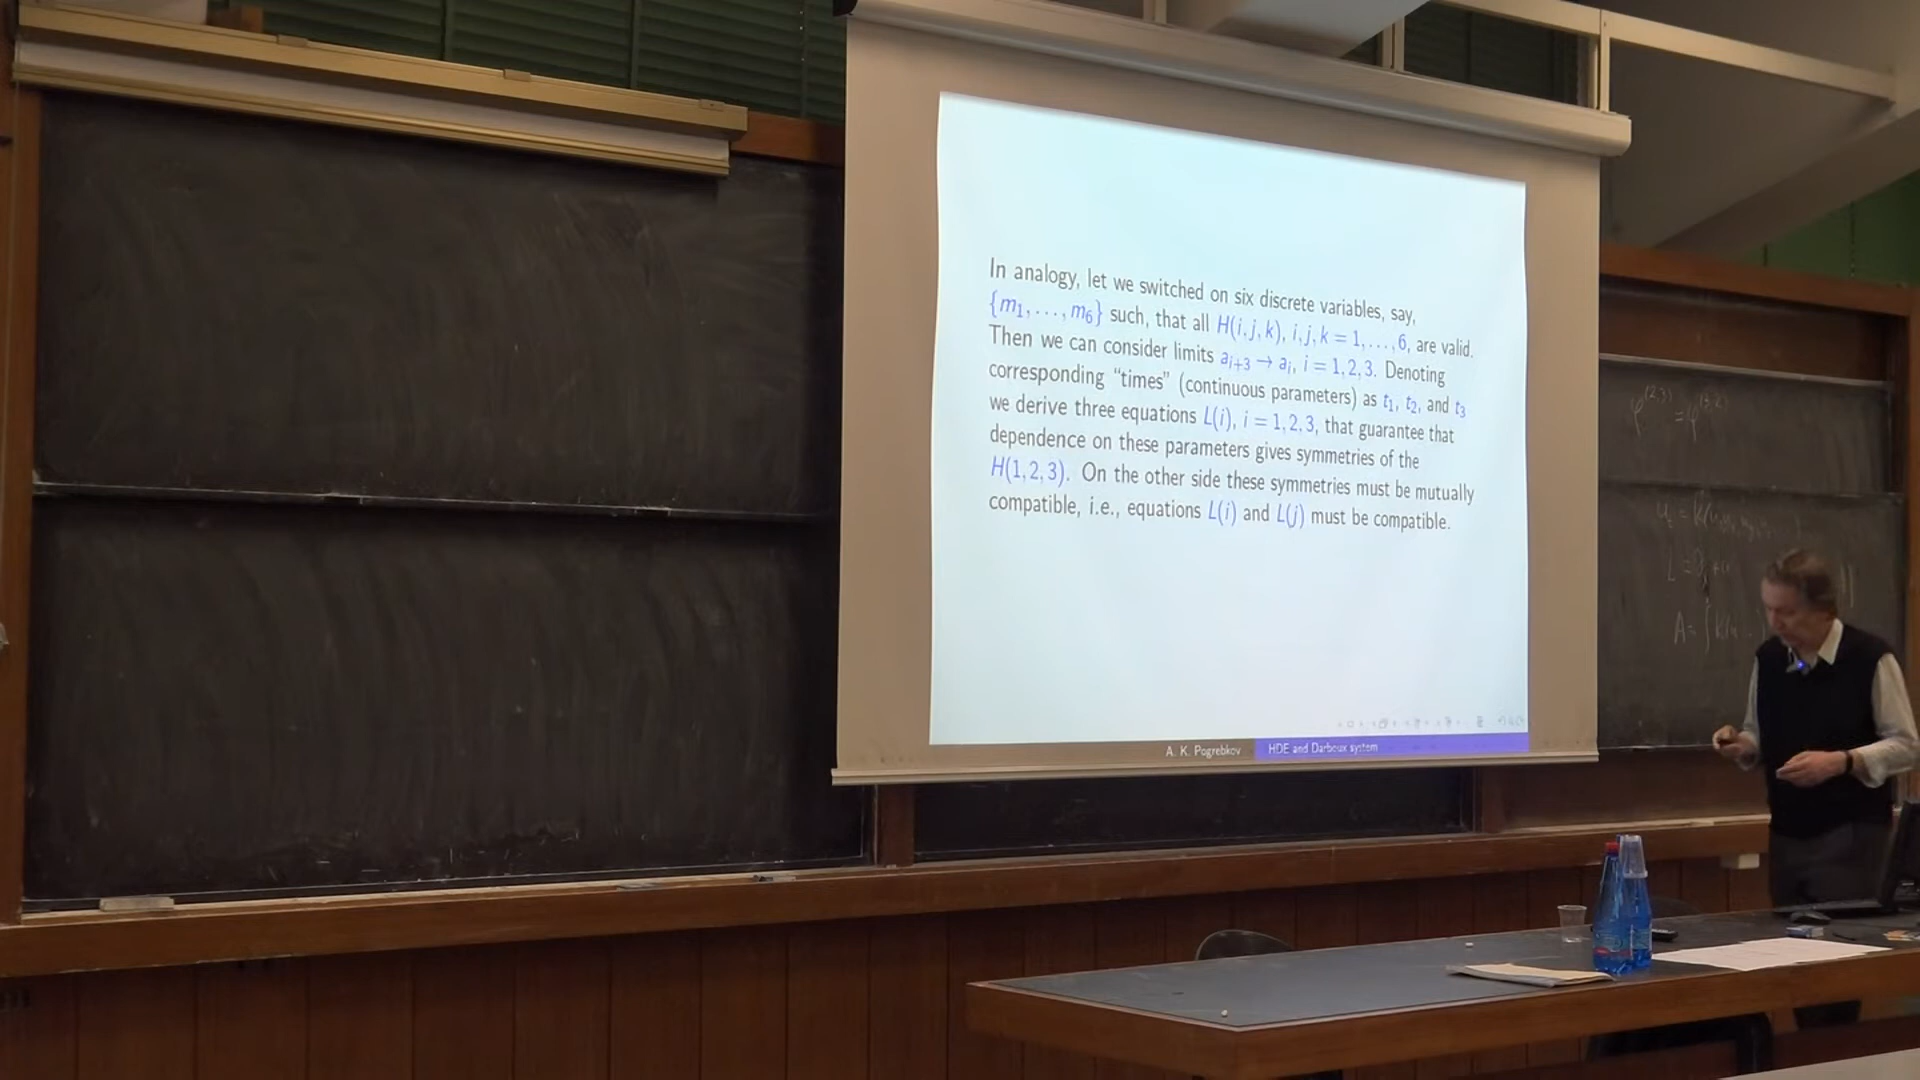 In analogy, let we switched on six discrete variables, say,
{m₁, . . . , m₆} such, that all H(i, j, k), i, j, k = 1, . . . , 6, are valid.
Then we can consider limits aᵢ₊₃ → aᵢ, i = 1, 2, 3. Denoting
corresponding “times” (continuous parameters) as t₁, t₂, and t₃
we derive three equations L(i), i = 1, 2, 3, that guarantee that
dependence on these parameters gives symmetries of the
H(1, 2, 3). On the other side these symmetries must be mutually
compatible, i.e., equations L(i) and L(j) must be compatible.
A. K. Pogrebkov HDE and Darboux system